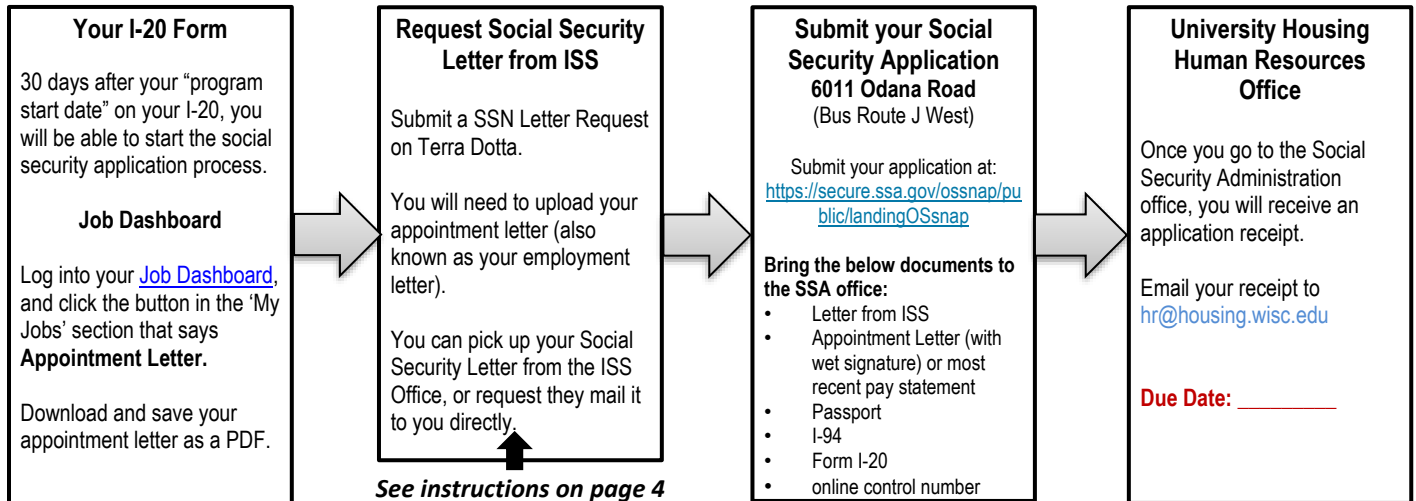 Your I-20 Form
30 days after your “program
start date” on your I-20, you
will be able to start the social
security application process.
Job Dashboard
Log into your Job Dashboard,
and click the button in the ‘My
Jobs’ section that says
Appointment Letter.
Download and save your
appointment letter as a PDF.
Request Social Security
Letter from ISS
Submit a SSN Letter Request
on Terra Dotta.
You will need to upload your
appointment letter (also
known as your employment
letter).
You can pick up your Social
Security Letter from the ISS
Office, or request they mail it
to you directly.
See instructions on page 4
Submit your Social
Security Application
6011 Odana Road
(Bus Route J West)
Submit your application at:
https://secure.ssa.gov/ossnap/pu
blic/landingOSsnap
Bring the below documents to
the SSA office:
• Letter from ISS
• Appointment Letter (with
wet signature) or most
recent pay statement
• Passport
• I-94
• Form I-20
• online control number
University Housing
Human Resources
Office
Once you go to the Social
Security Administration
office, you will receive an
application receipt.
Email your receipt to
hr@housing.wisc.edu
Due Date: _________